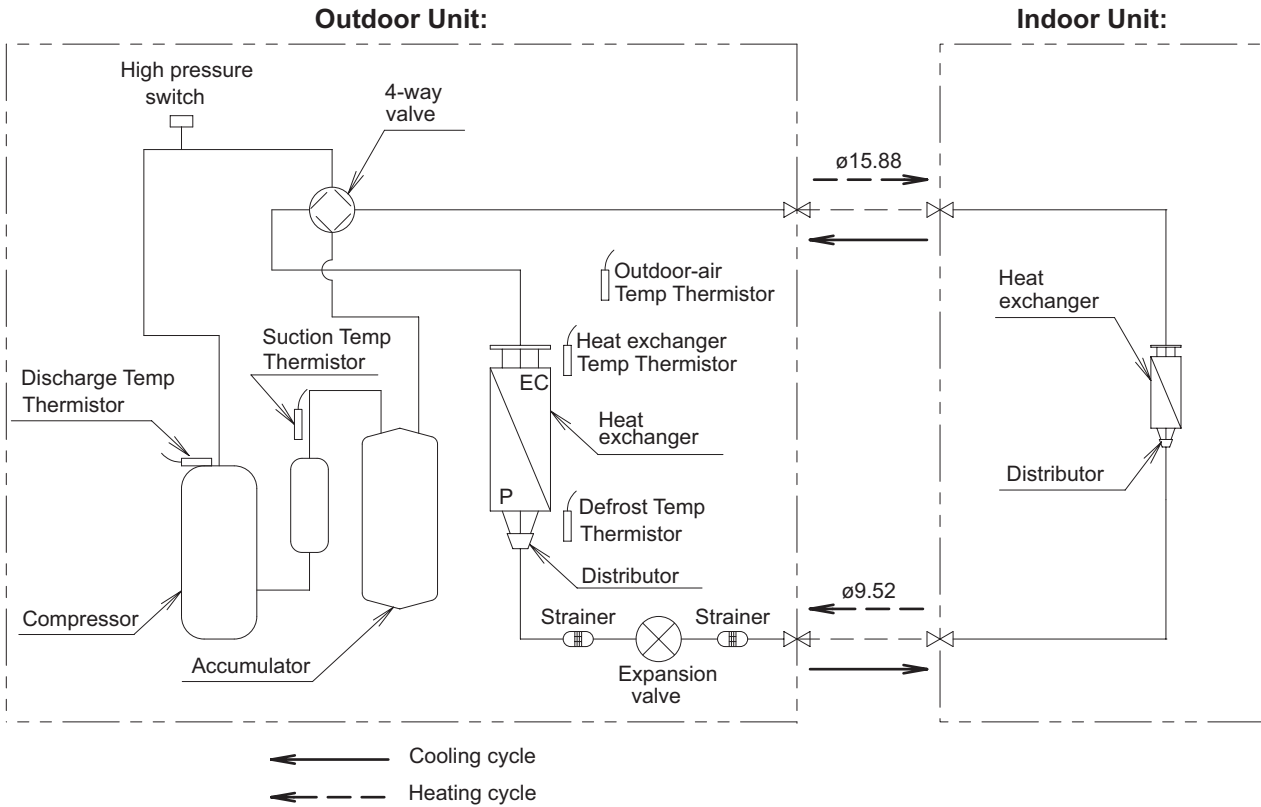 Outdoor Unit:
Indoor Unit:
High pressure
switch
4-way
valve
ø15.88
Outdoor-air
Temp Thermistor
Heat
exchanger
Suction Temp
Thermistor
Heat exchanger
Temp Thermistor
Discharge Temp
Thermistor
EC
Heat
exchanger
P
Defrost Temp
Thermistor
Distributor
Distributor
Compressor
Accumulator
Strainer
Strainer
Expansion
valve
ø9.52
Cooling cycle
Heating cycle